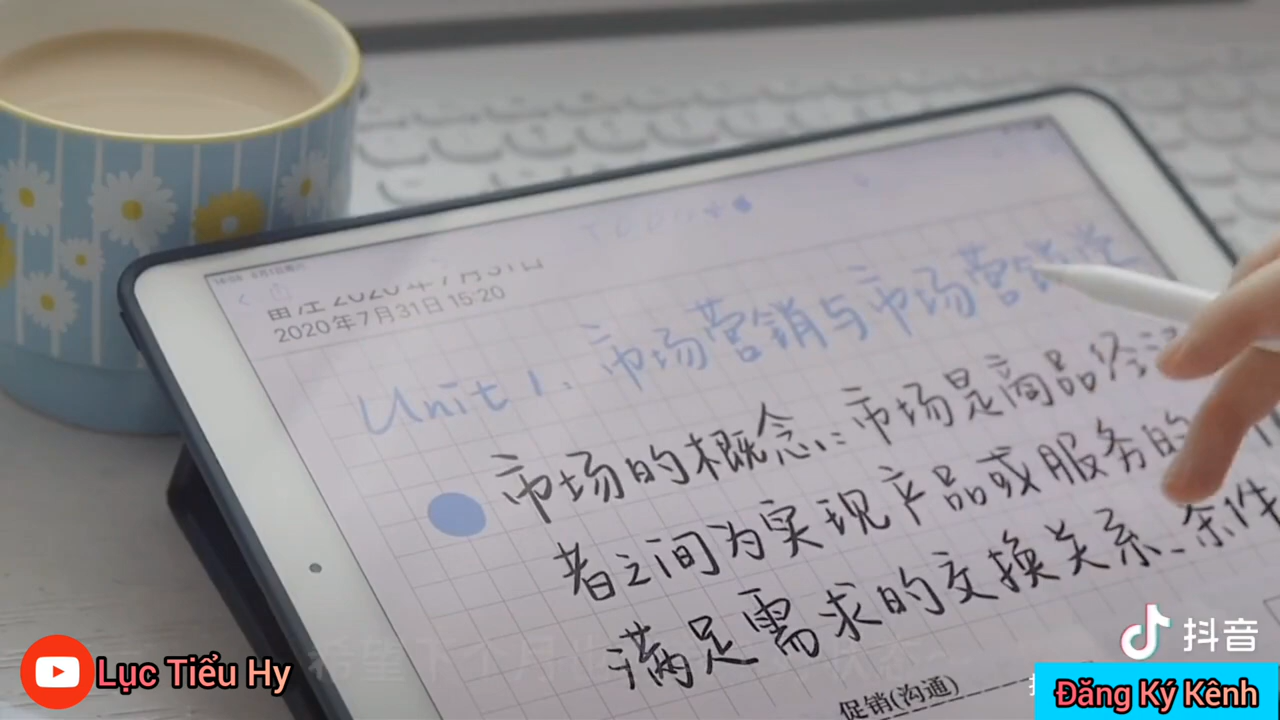 2020年7月31日 15:20
Unit 1. 市场营销与市场营销学
市场的概念：市场是商品经济
者之间为实现产品或服务的
满足需求的交换关系、条件
促销(沟通)
Lục Tiểu Hy
抖音
Đăng Ký Kênh